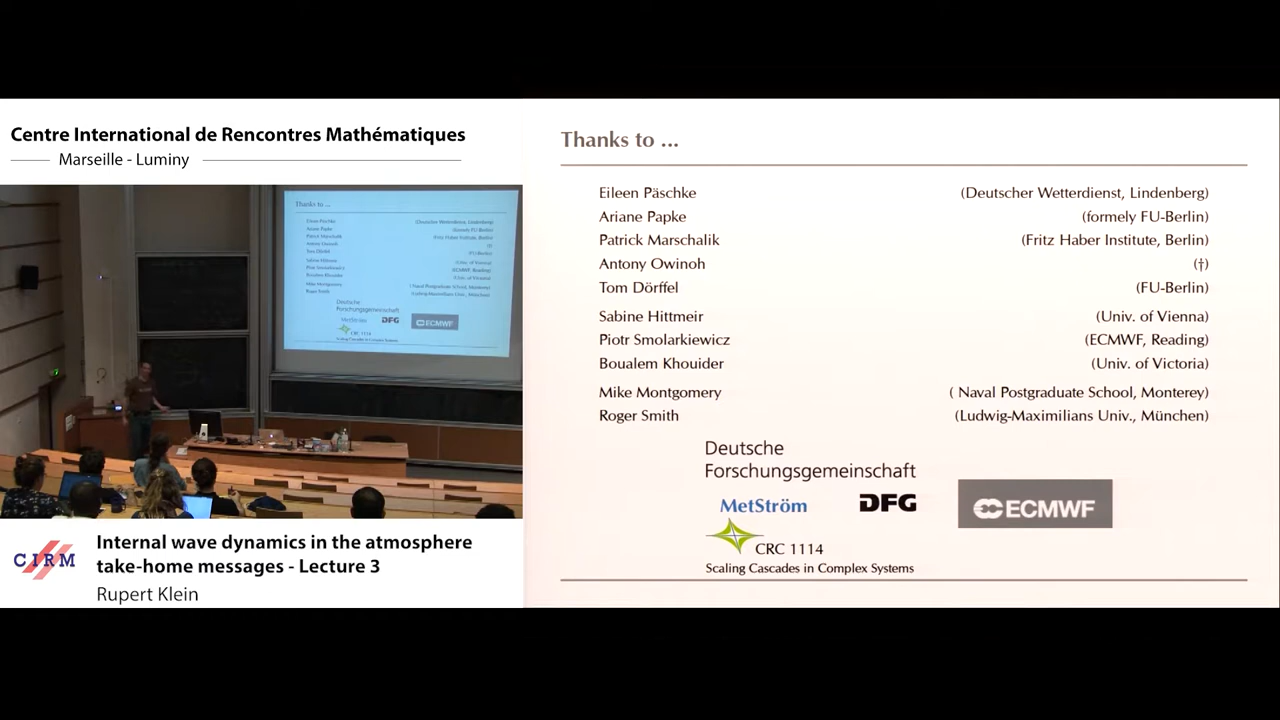 Centre International de Rencontres Mathématiques
Marseille - Luminy
CIRM
Internal wave dynamics in the atmosphere
take-home messages - Lecture 3
Rupert Klein
Thanks to ...
Eileen Päschke (Deutscher Wetterdienst, Lindenberg)
Ariane Papke (formely FU-Berlin)
Patrick Marschalik (Fritz Haber Institute, Berlin)
Antony Owinoh (†)
Tom Dörffel (FU-Berlin)
Sabine Hittmeir (Univ. of Vienna)
Piotr Smolarkiewicz (ECMWF, Reading)
Boualem Khouider (Univ. of Victoria)
Mike Montgomery ( Naval Postgraduate School, Monterey)
Roger Smith (Ludwig-Maximilians Univ., München)
Deutsche
Forschungsgemeinschaft
MetStröm DFG
ECMWF
CRC 1114
Scaling Cascades in Complex Systems